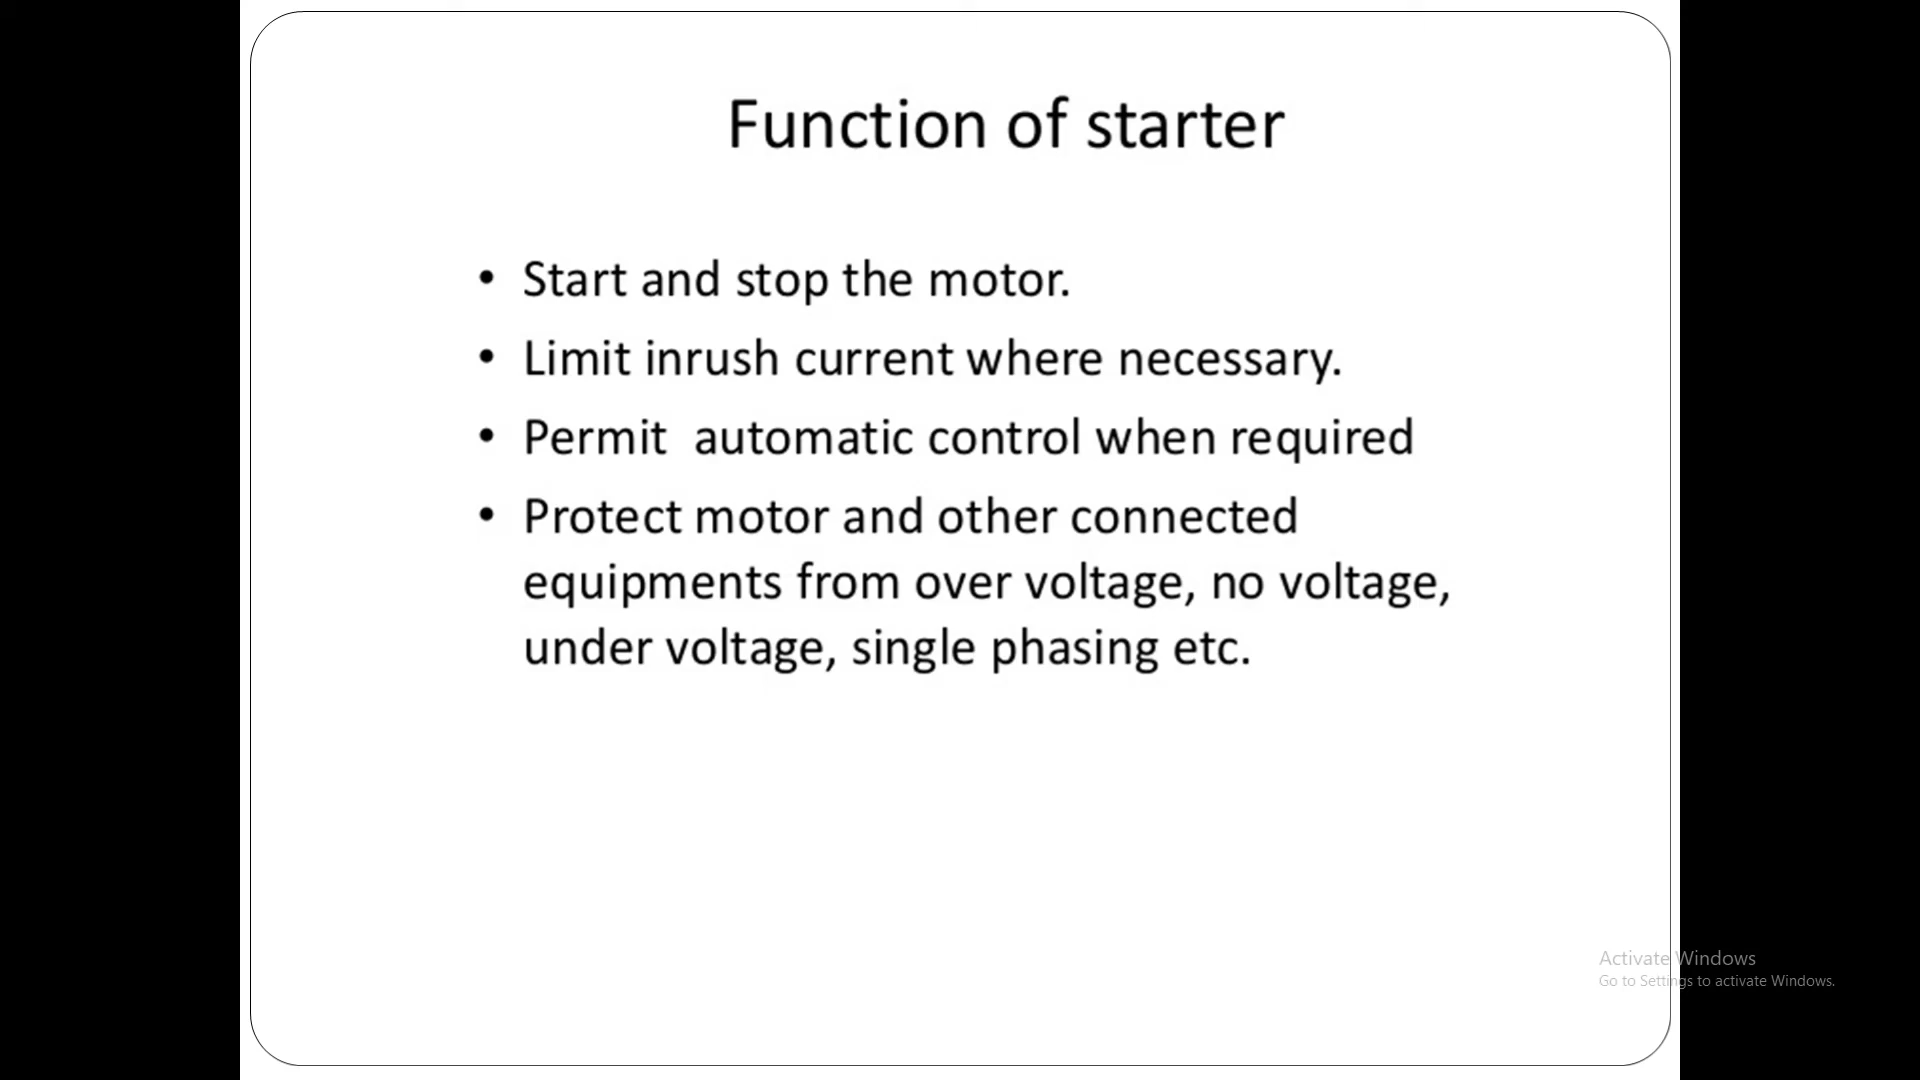 Function of starter
• Start and stop the motor.
• Limit inrush current where necessary.
• Permit  automatic control when required
• Protect motor and other connected
equipments from over voltage, no voltage,
under voltage, single phasing etc.
Activate Windows
Go to Settings to activate Windows.